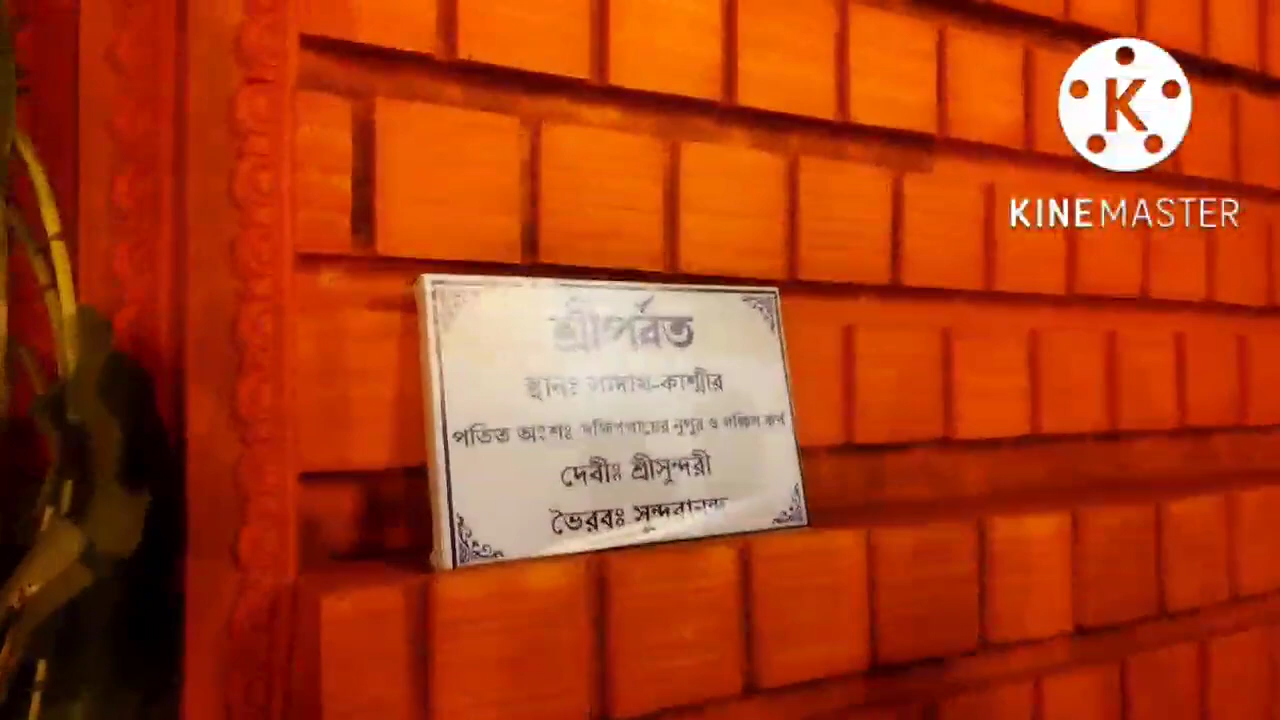 KINEMASTER
শ্রীপর্বত
স্থানঃ লাদাখ-কাশ্মীর
পতিত অংশঃ দক্ষিণপায়ের নূপুর ও দক্ষিণ কর্ণ
দেবীঃ শ্রীসুন্দরী
ভৈরবঃ সুন্দরানন্দ